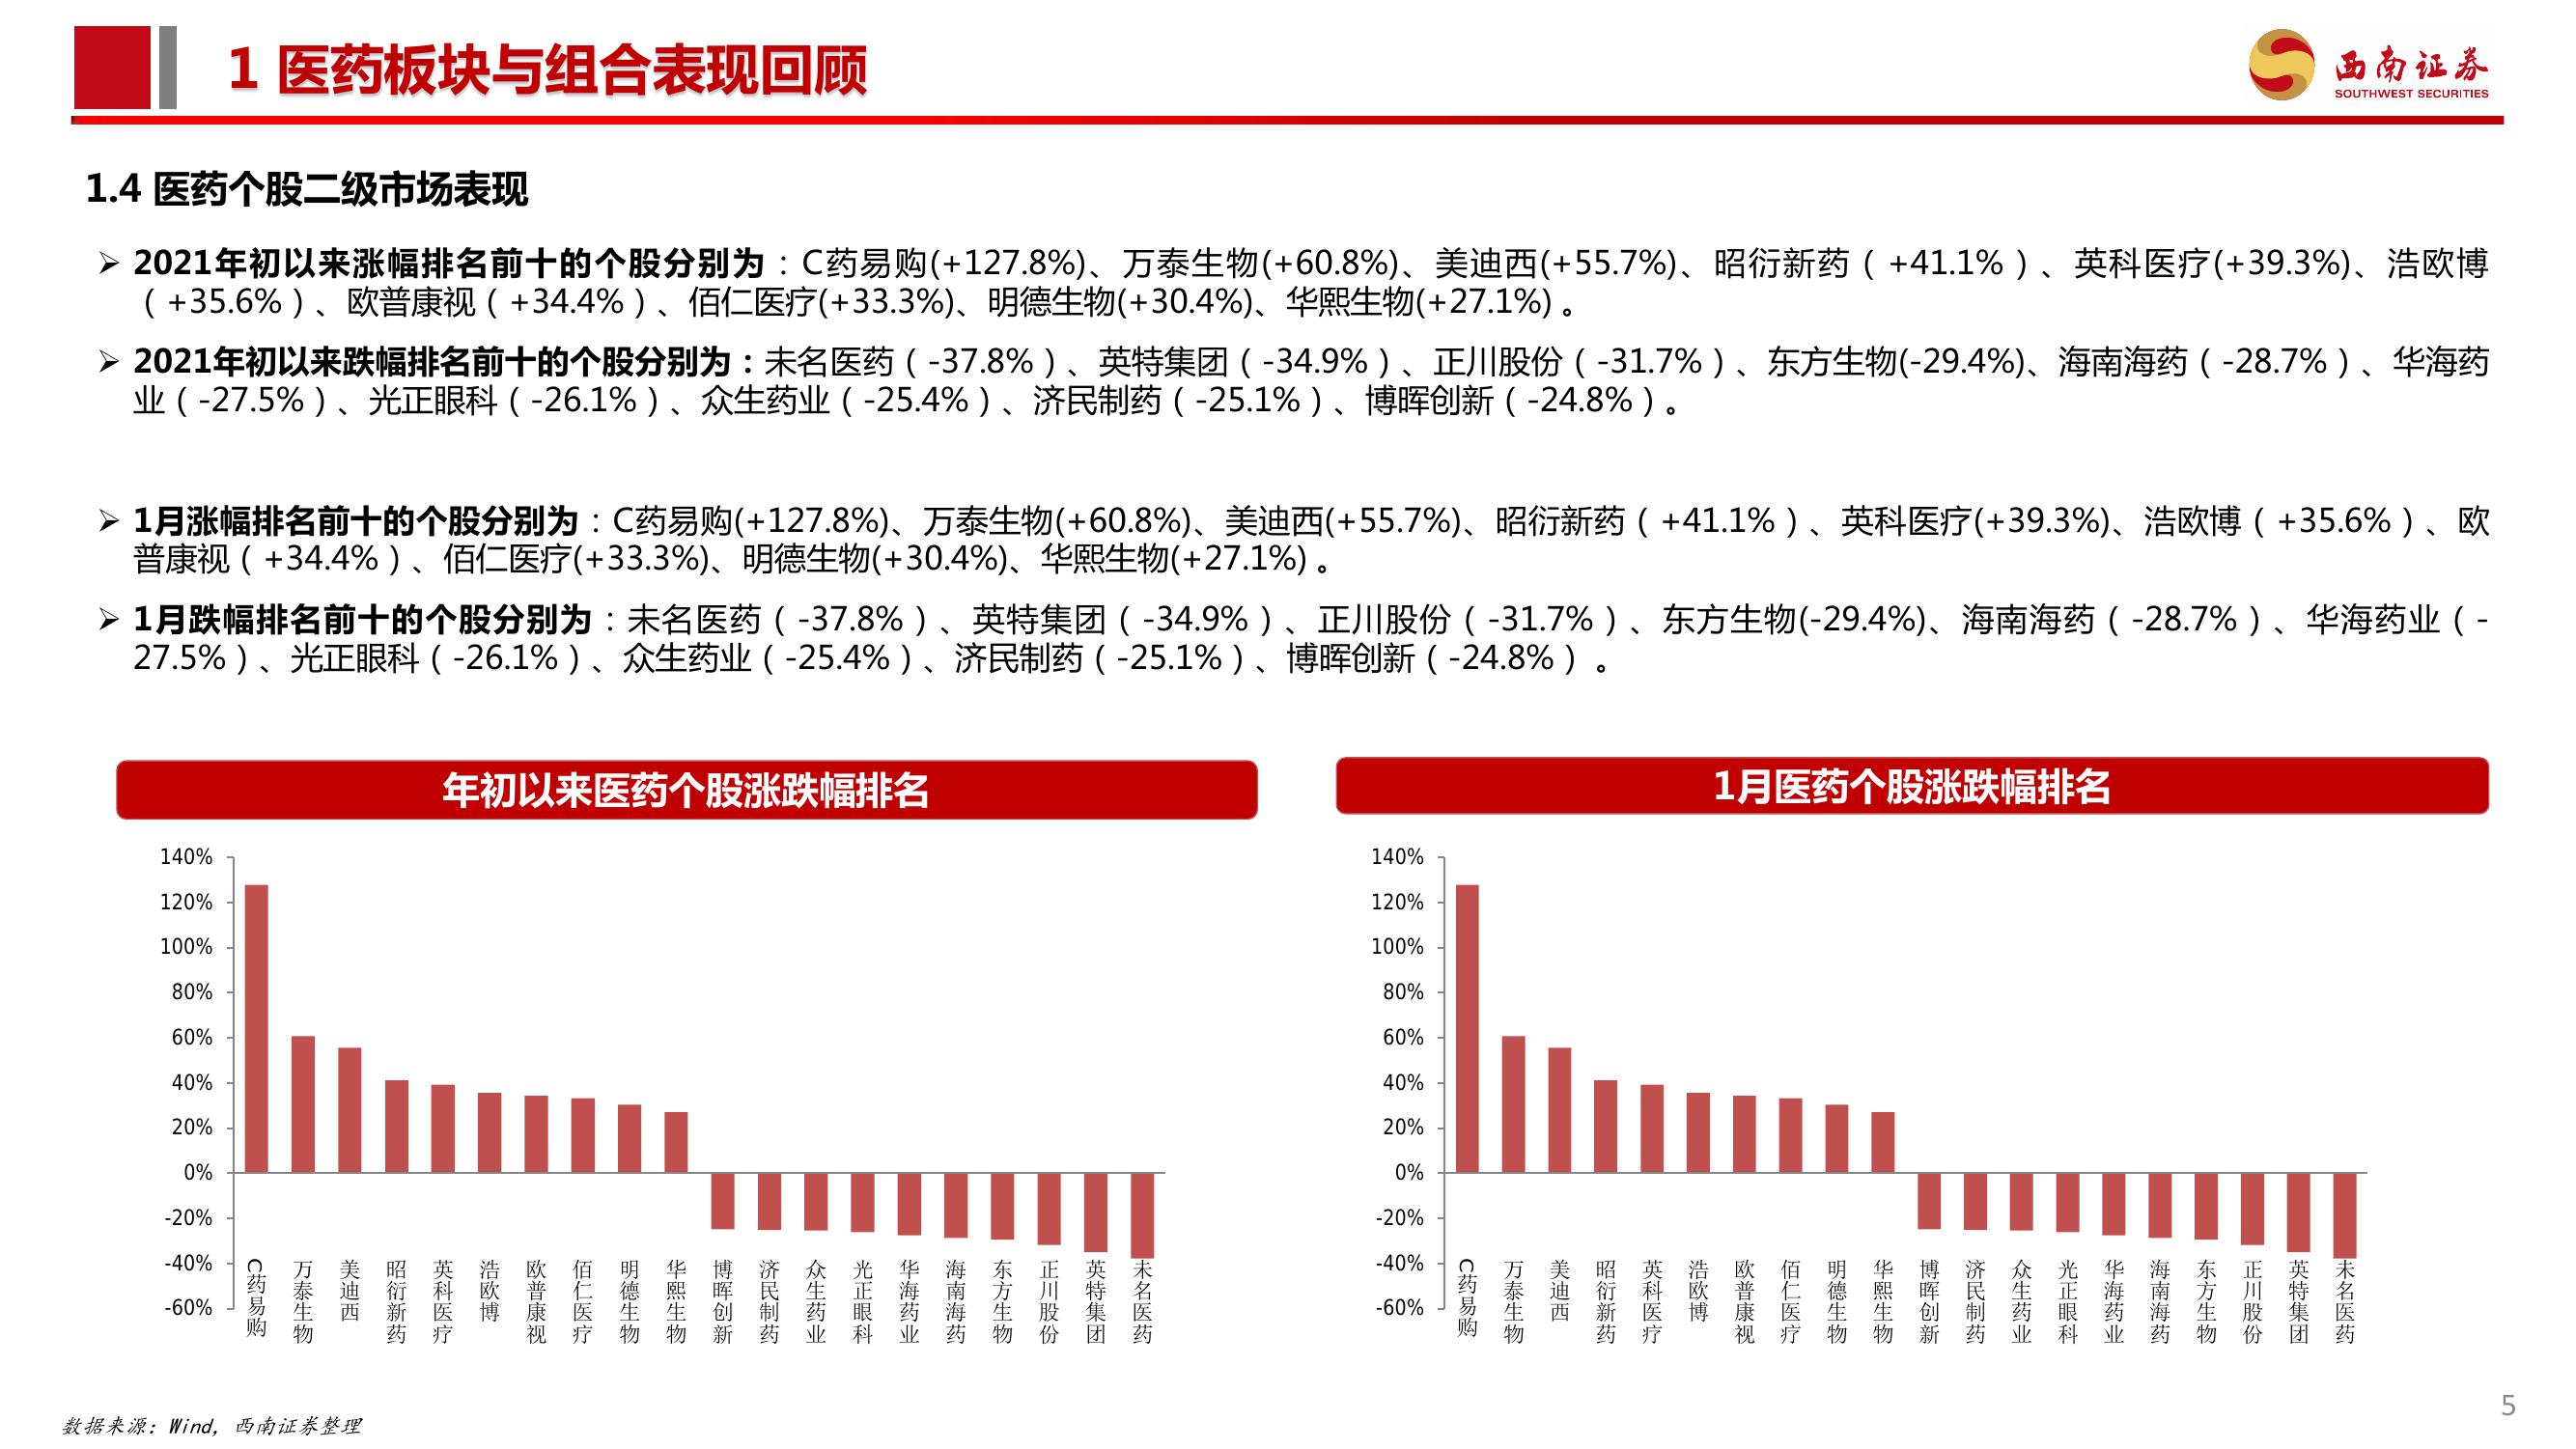 1 医药板块与组合表现回顾
西南证券
SOUTHWEST SECURITIES
1.4 医药个股二级市场表现
➢ 2021年初以来涨幅排名前十的个股分别为：C药易购(+127.8%)、万泰生物(+60.8%)、美迪西(+55.7%)、昭衍新药（+41.1%）、英科医疗(+39.3%)、浩欧博
（+35.6%）、欧普康视（+34.4%）、佰仁医疗(+33.3%)、明德生物(+30.4%)、华熙生物(+27.1%)。
➢ 2021年初以来跌幅排名前十的个股分别为：未名医药（-37.8%）、英特集团（-34.9%）、正川股份（-31.7%）、东方生物(-29.4%)、海南海药（-28.7%）、华海药
业（-27.5%）、光正眼科（-26.1%）、众生药业（-25.4%）、济民制药（-25.1%）、博晖创新（-24.8%）。
➢ 1月涨幅排名前十的个股分别为：C药易购(+127.8%)、万泰生物(+60.8%)、美迪西(+55.7%)、昭衍新药（+41.1%）、英科医疗(+39.3%)、浩欧博（+35.6%）、欧
普康视（+34.4%）、佰仁医疗(+33.3%)、明德生物(+30.4%)、华熙生物(+27.1%)。
➢ 1月跌幅排名前十的个股分别为：未名医药（-37.8%）、英特集团（-34.9%）、正川股份（-31.7%）、东方生物(-29.4%)、海南海药（-28.7%）、华海药业（-
27.5%）、光正眼科（-26.1%）、众生药业（-25.4%）、济民制药（-25.1%）、博晖创新（-24.8%）。
年初以来医药个股涨跌幅排名
140%
120%
100%
80%
60%
40%
20%
0%
-20%
-40%
-60%
C药易购
万泰生物
美迪西
昭衍新药
英科医疗
浩欧博
欧普康视
佰仁医疗
明德生物
华熙生物
博晖创新
济民制药
众生药业
光正眼科
华海药业
海南海药
东方生物
正川股份
英特集团
未名医药
1月医药个股涨跌幅排名
140%
120%
100%
80%
60%
40%
20%
0%
-20%
-40%
-60%
C药易购
万泰生物
美迪西
昭衍新药
英科医疗
浩欧博
欧普康视
佰仁医疗
明德生物
华熙生物
博晖创新
济民制药
众生药业
光正眼科
华海药业
海南海药
东方生物
正川股份
英特集团
未名医药
数据来源：Wind，西南证券整理
5